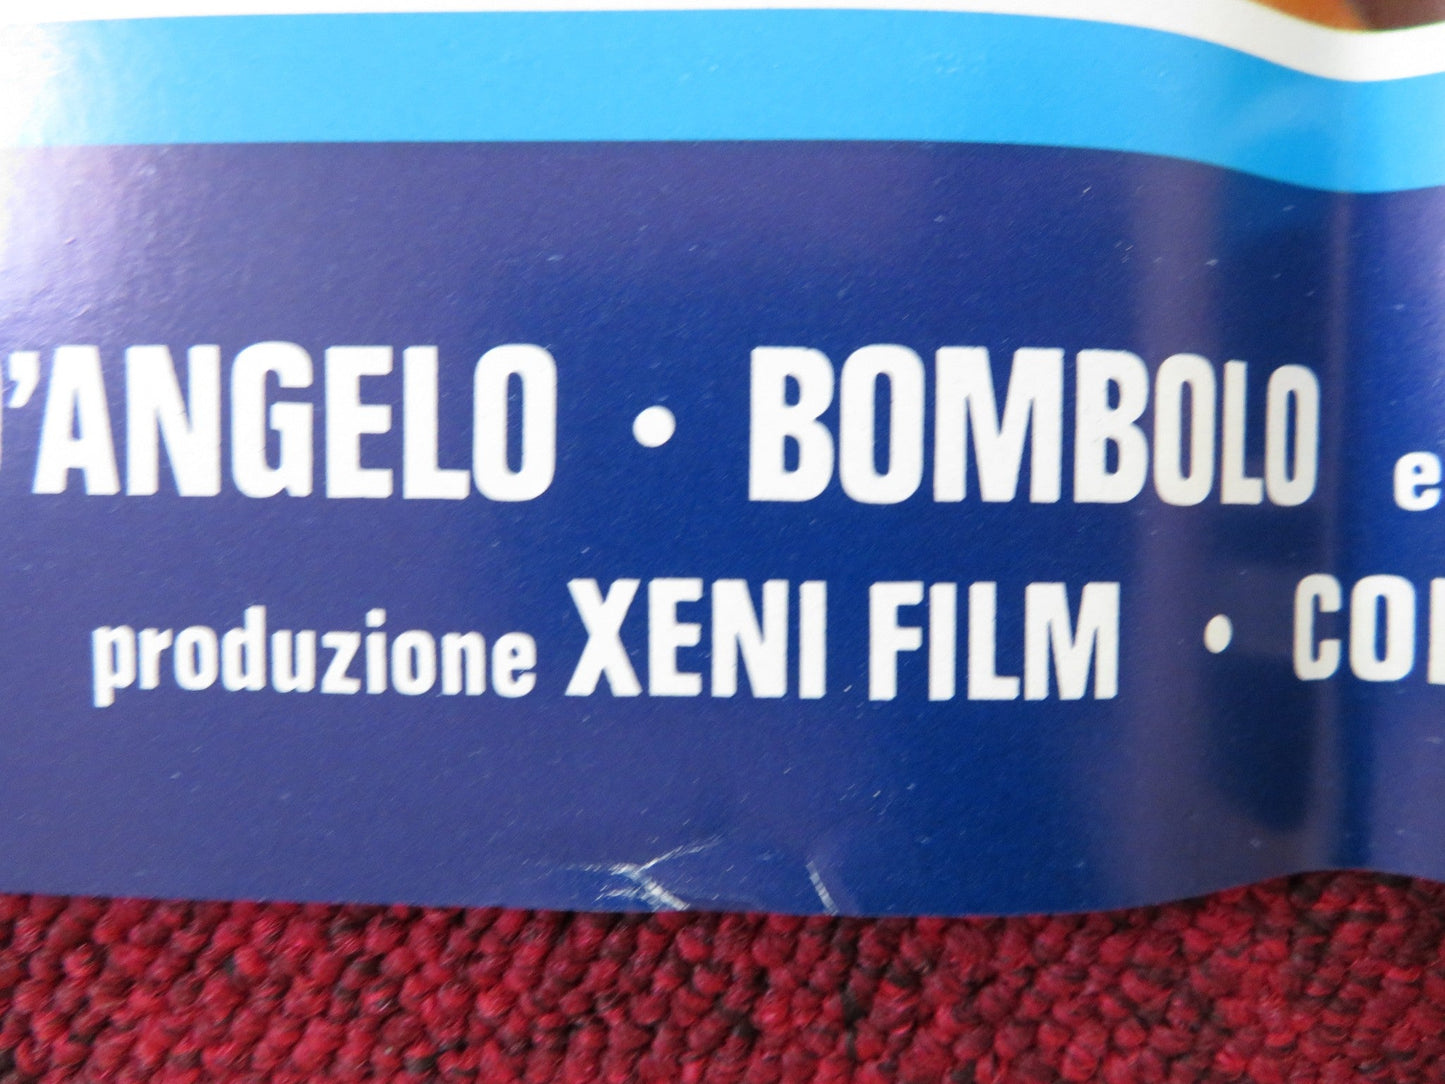 D'ANGELO · BOMBOLO e
produzione XENI FILM ·